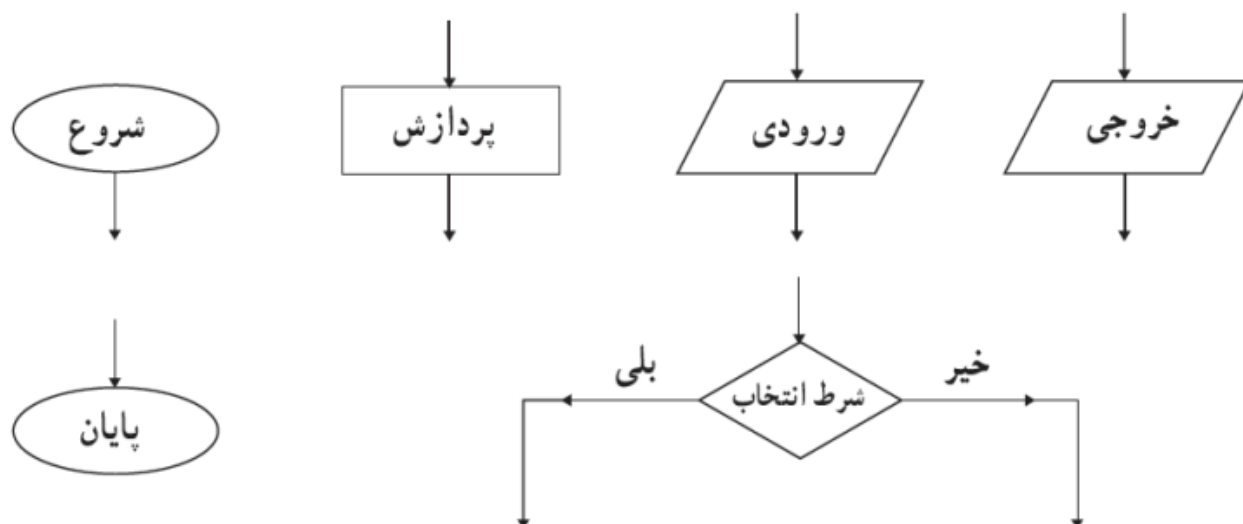 شروع
پردازش
ورودی
خروجی
بلی
خیر
شرط انتخاب
پایان